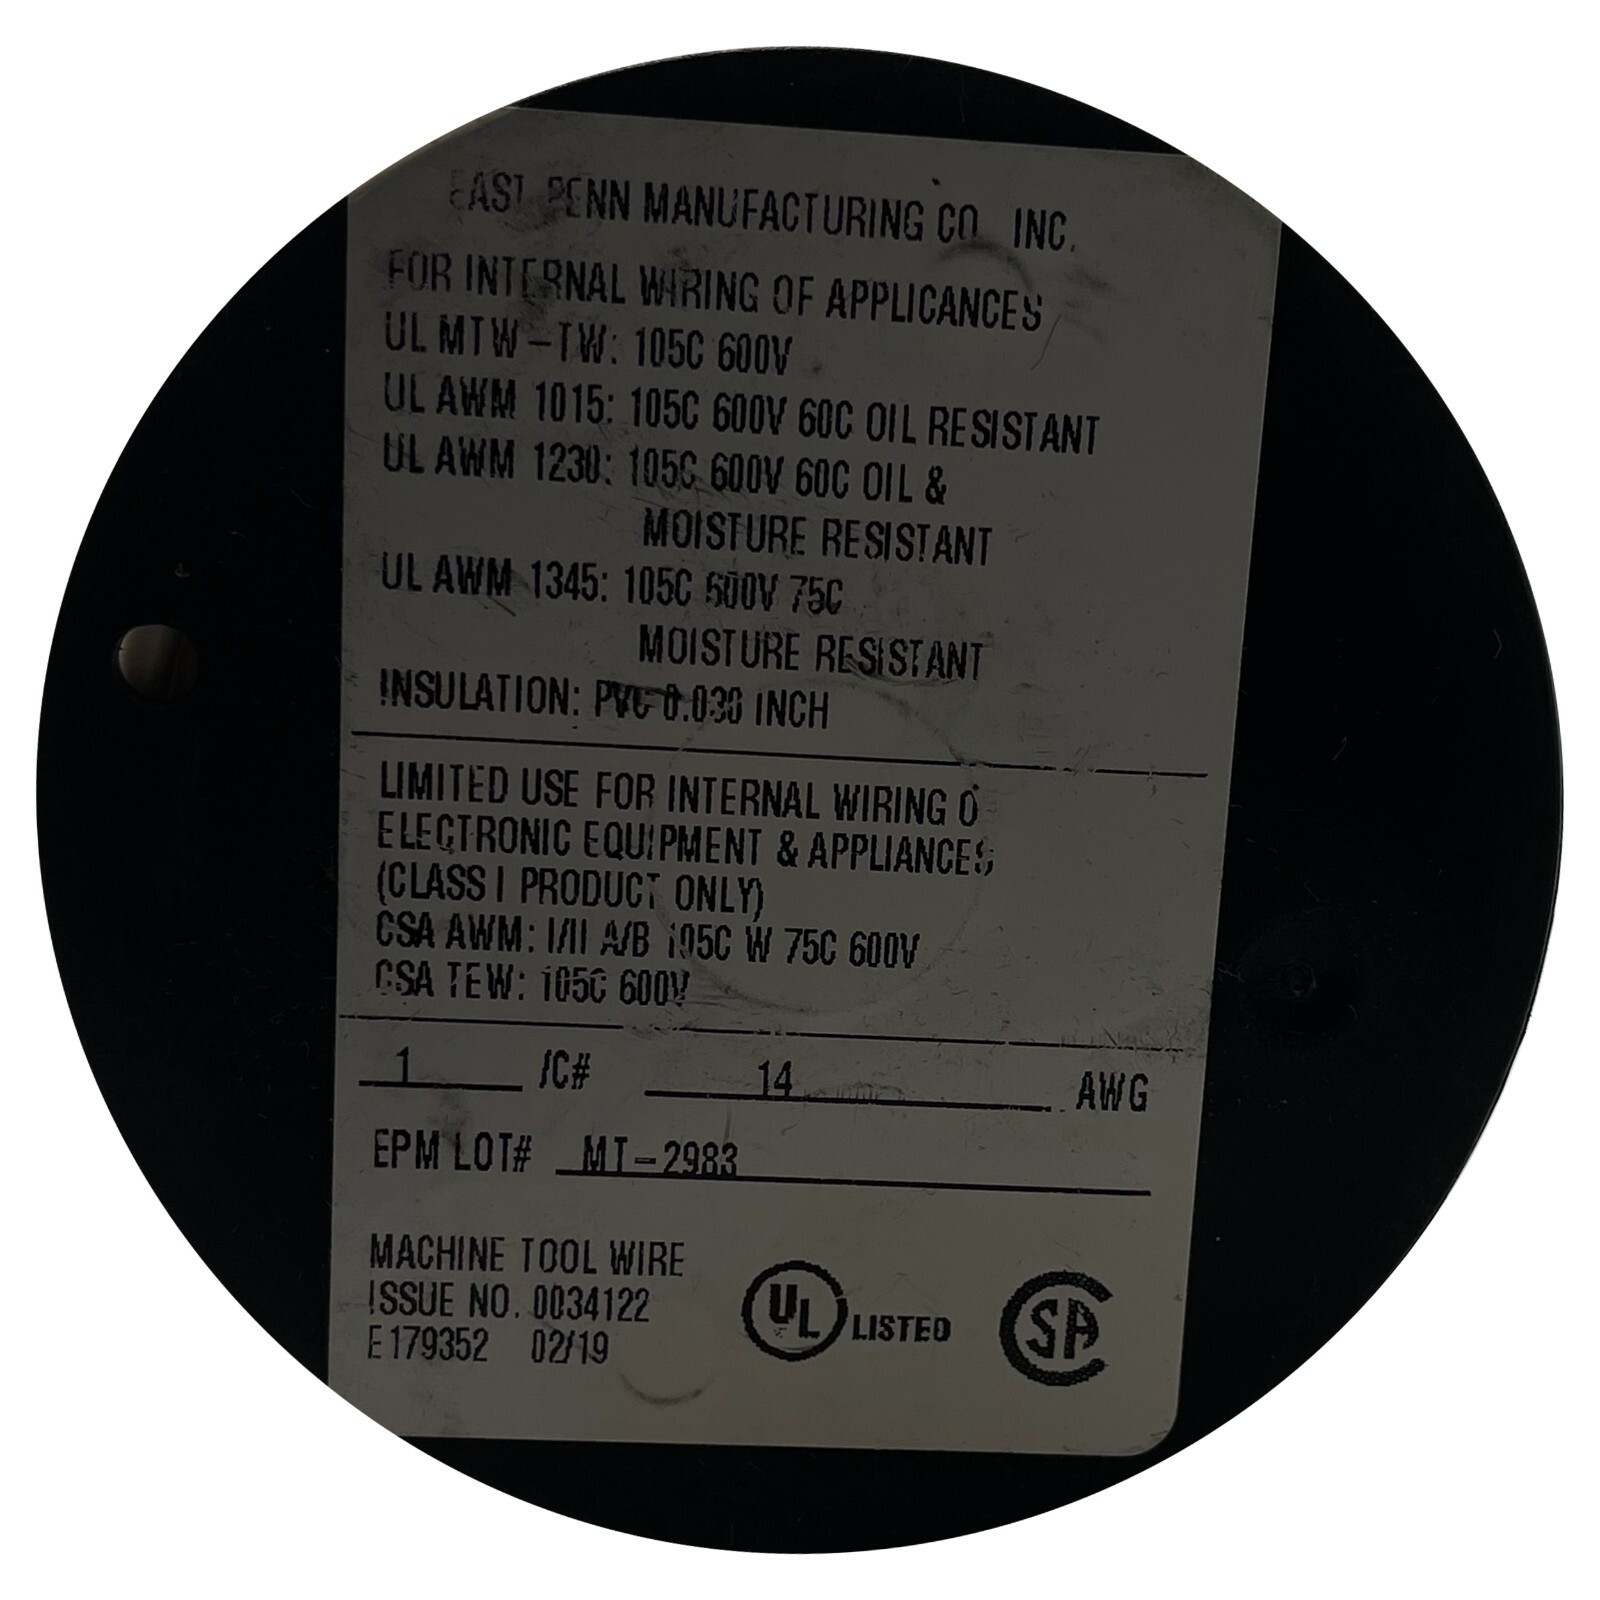 EAST PENN MANUFACTURING CO INC.
FOR INTERNAL WIRING OF APPLICANCES
UL MTW-TW: 105C 600V
UL AWM 1015: 105C 600V 60C OIL RESISTANT
UL AWM 1230: 105C 600V 60C OIL &
MOISTURE RESISTANT
UL AWM 1345: 105C 600V 75C
MOISTURE RESISTANT
INSULATION: PVC 0.030 INCH
LIMITED USE FOR INTERNAL WIRING O
ELECTRONIC EQUIPMENT & APPLIANCES
(CLASS I PRODUCT ONLY)
CSA AWM: I/II A/B 105C W 75C 600V
CSA TEW: 105C 600V
1 /C# 14 AWG
EPM LOT# MT-2983
MACHINE TOOL WIRE
ISSUE NO. 0034122
E179352 02/19
UL LISTED
SA